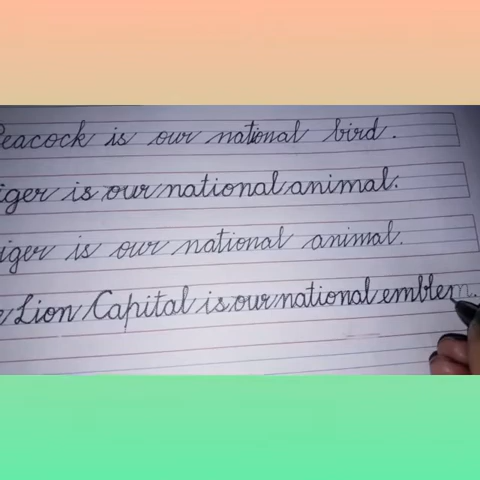 Peacock is our national bird.
iger is our national animal.
iger is our national animal.
e Lion Capital is our national emblem.